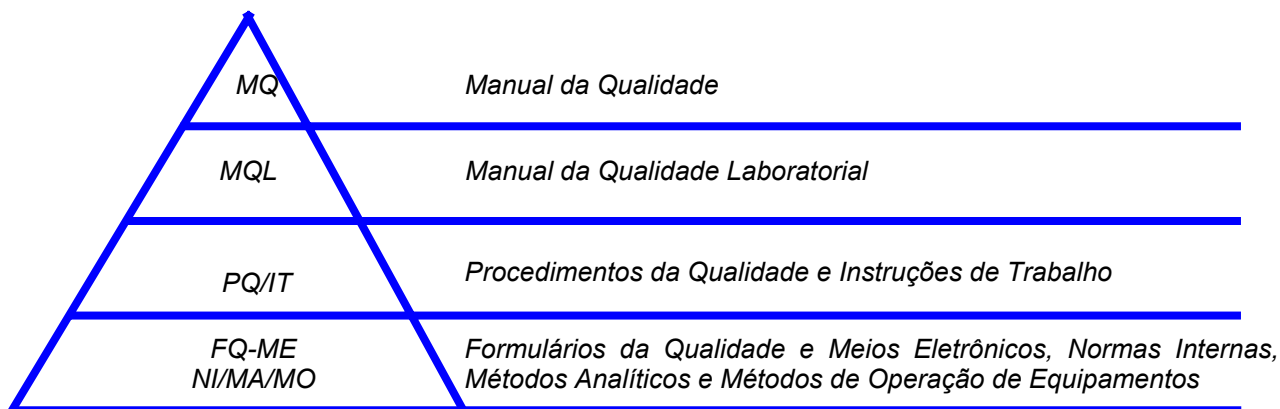 MQ
Manual da Qualidade
MQL
Manual da Qualidade Laboratorial
PQ/IT
Procedimentos da Qualidade e Instruções de Trabalho
FQ-ME
NI/MA/MO
Formulários da Qualidade e Meios Eletrônicos, Normas Internas,
Métodos Analíticos e Métodos de Operação de Equipamentos